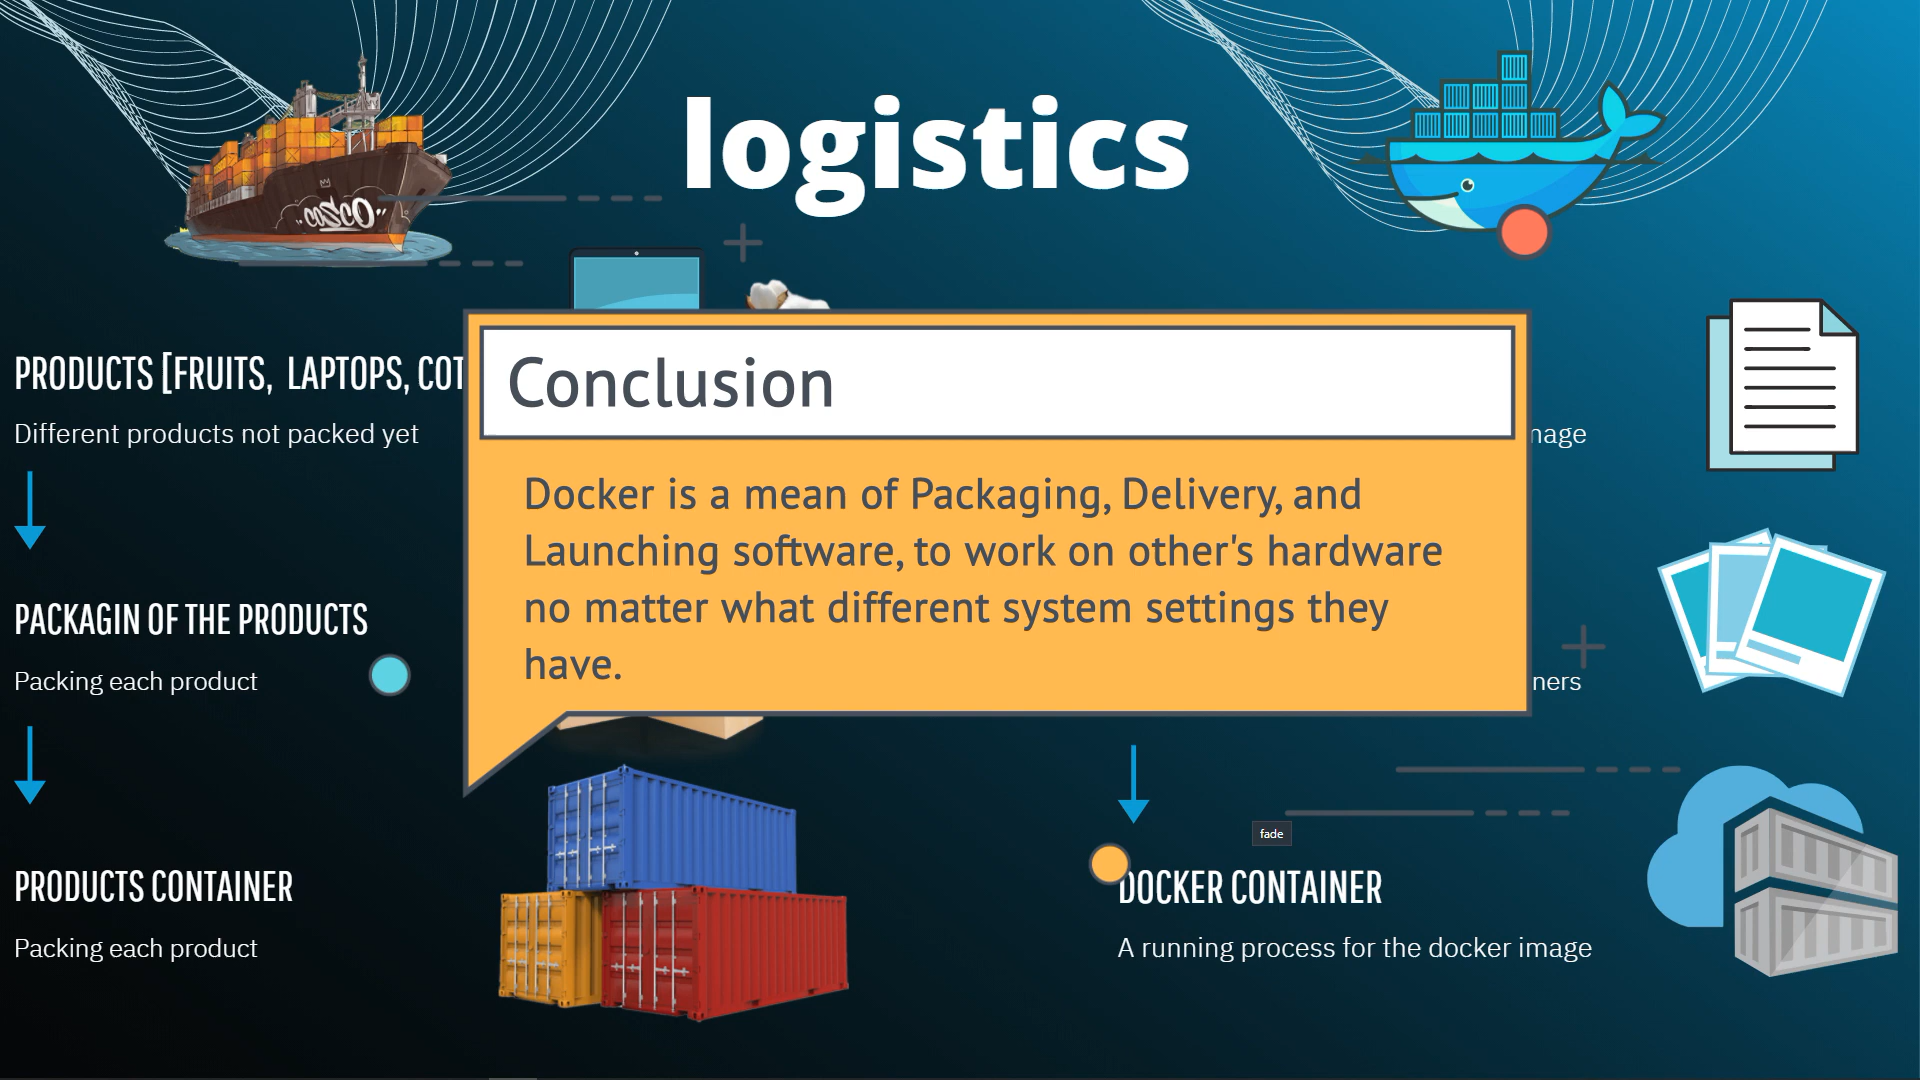 logistics
COSCO
PRODUCTS [FRUITS, LAPTOPS, COT
Different products not packed yet
PACKAGIN OF THE PRODUCTS
Packing each product
PRODUCTS CONTAINER
Packing each product
Conclusion
Docker is a mean of Packaging, Delivery, and
Launching software, to work on other's hardware
no matter what different system settings they
have.
fade
DOCKER CONTAINER
A running process for the docker image